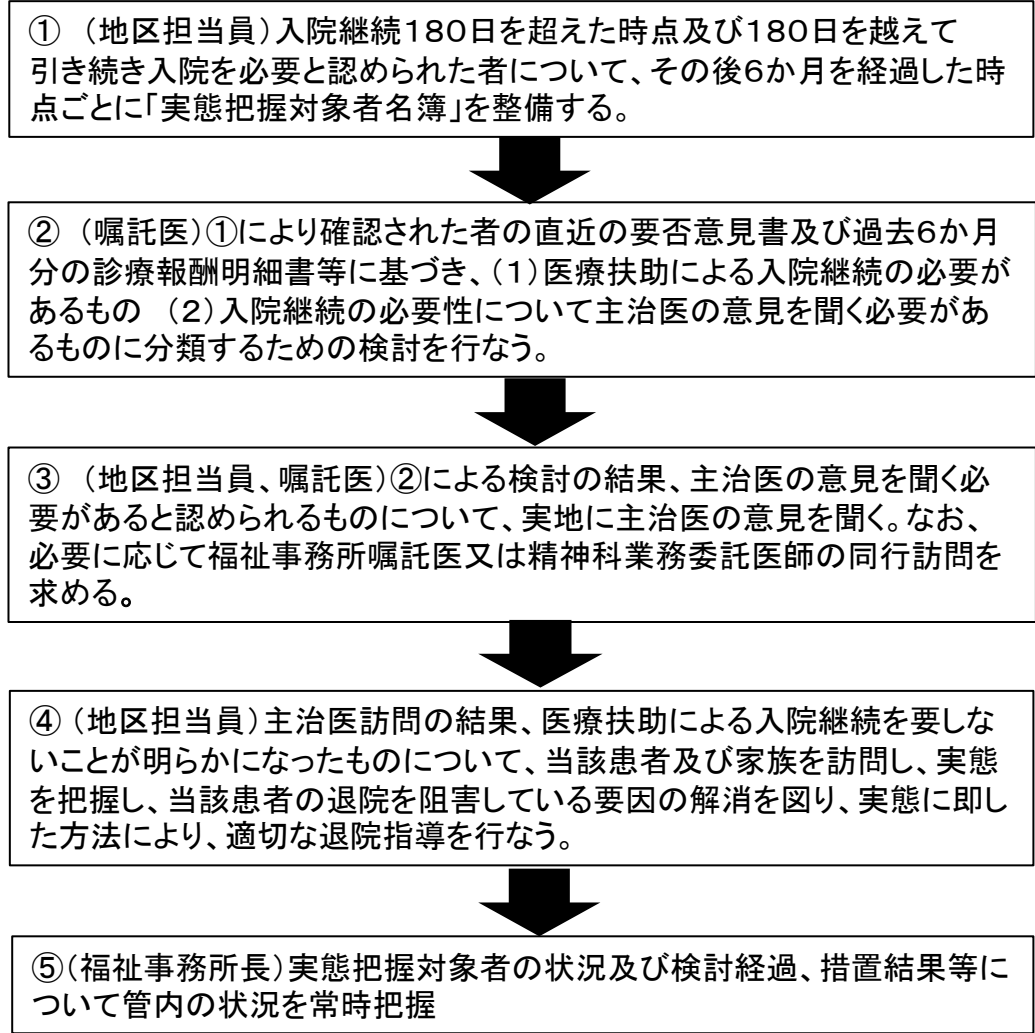 ① (地区担当員)入院継続180日を超えた時点及び180日を越えて
引き続き入院を必要と認められた者について、その後6か月を経過した時
点ごとに「実態把握対象者名簿」を整備する。
② (嘱託医)①により確認された者の直近の要否意見書及び過去6か月
分の診療報酬明細書等に基づき、(1)医療扶助による入院継続の必要が
あるもの (2)入院継続の必要性について主治医の意見を聞く必要があ
るものに分類するための検討を行なう。
③ (地区担当員、嘱託医)②による検討の結果、主治医の意見を聞く必
要があると認められるものについて、実地に主治医の意見を聞く。なお、
必要に応じて福祉事務所嘱託医又は精神科業務委託医師の同行訪問を
求める。
④ (地区担当員)主治医訪問の結果、医療扶助による入院継続を要しな
いことが明らかになったものについて、当該患者及び家族を訪問し、実態
を把握し、当該患者の退院を阻害している要因の解消を図り、実態に即し
た方法により、適切な退院指導を行なう。
⑤(福祉事務所長)実態把握対象者の状況及び検討経過、措置結果等に
ついて管内の状況を常時把握